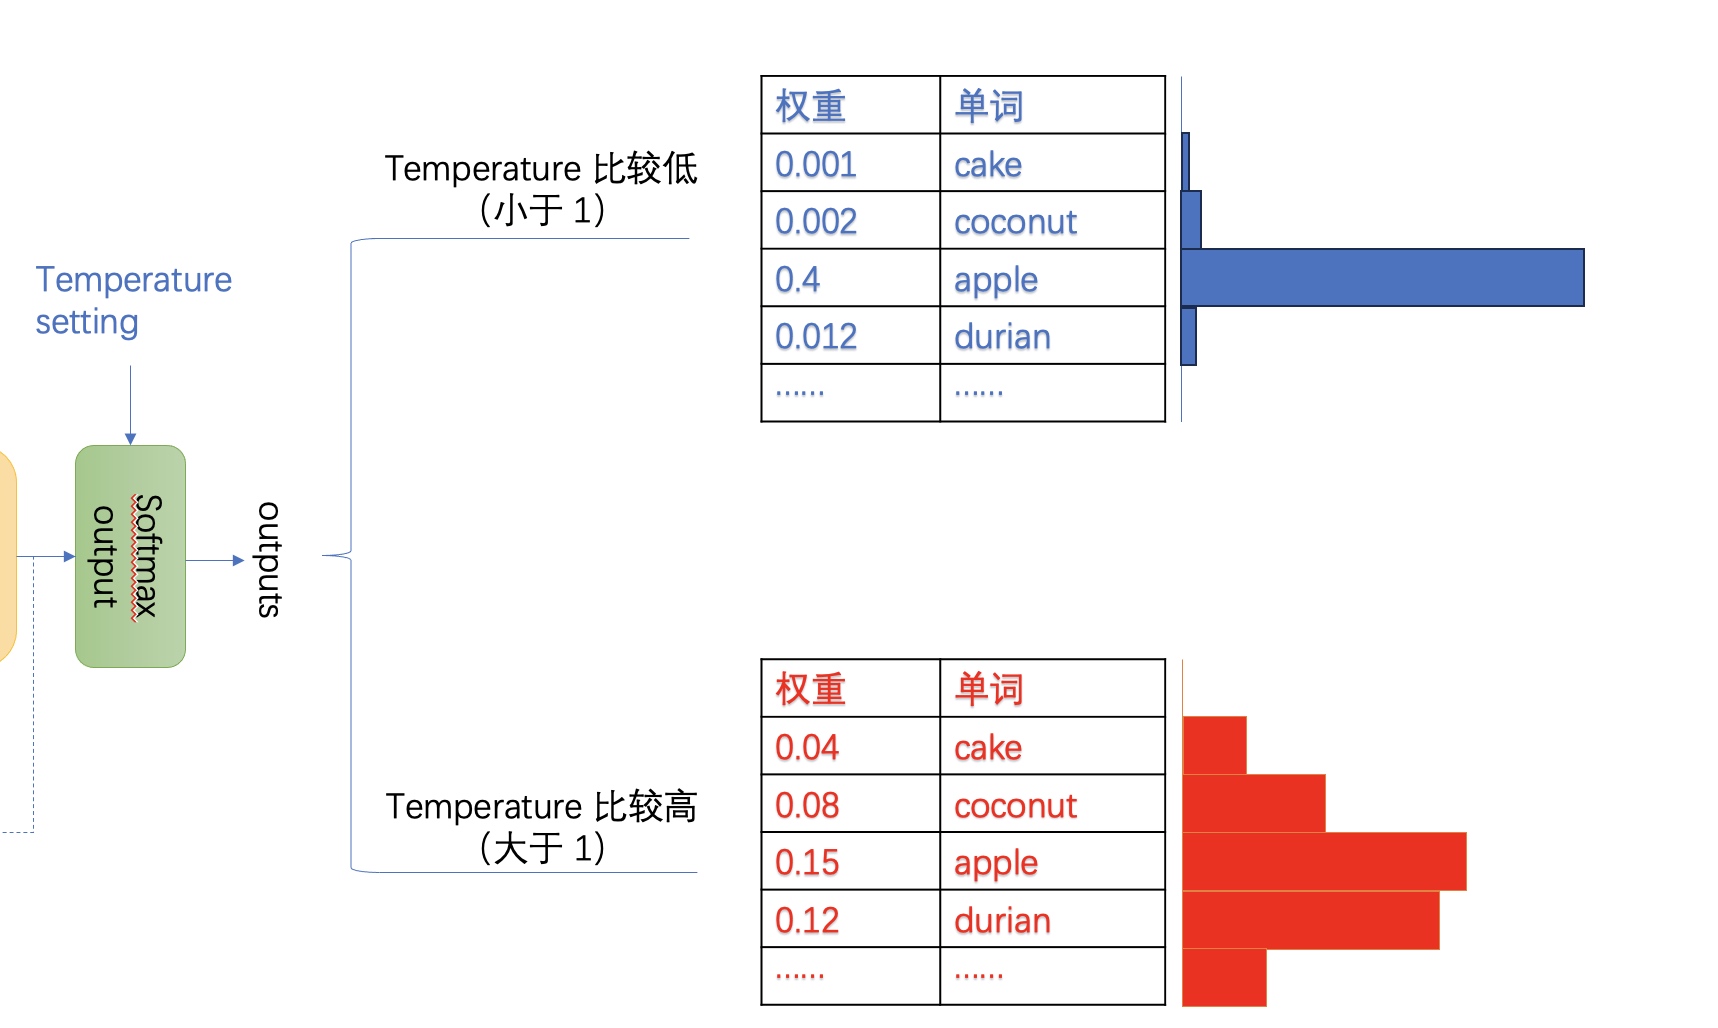 Temperature
setting
Softmax
output
outputs
Temperature 比较低
（小于 1）
权重 单词
0.001 cake
0.002 coconut
0.4 apple
0.012 durian
...... ......
Temperature 比较高
（大于 1）
权重 单词
0.04 cake
0.08 coconut
0.15 apple
0.12 durian
...... ......